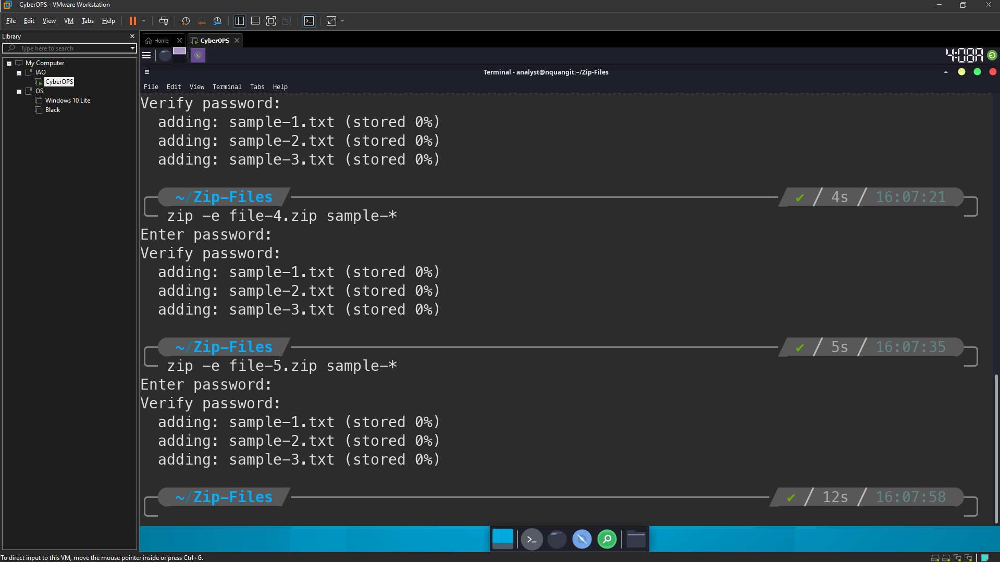 CyberOPS - VMware Workstation
File Edit View VM Tabs Help
Library
Type here to search
My Computer
IAO
CyberOPS
OS
Windows 10 Lite
Black
Home
CyberOPS
4:08A
Terminal - analyst@nquangit:~/Zip-Files
File Edit View Terminal Tabs Help
Verify password:
adding: sample-1.txt (stored 0%)
adding: sample-2.txt (stored 0%)
adding: sample-3.txt (stored 0%)
~/Zip-Files ✔ / 4s / 16:07:21
zip -e file-4.zip sample-*
Enter password:
Verify password:
adding: sample-1.txt (stored 0%)
adding: sample-2.txt (stored 0%)
adding: sample-3.txt (stored 0%)
~/Zip-Files ✔ / 5s / 16:07:35
zip -e file-5.zip sample-*
Enter password:
Verify password:
adding: sample-1.txt (stored 0%)
adding: sample-2.txt (stored 0%)
adding: sample-3.txt (stored 0%)
~/Zip-Files ✔ / 12s / 16:07:58
To direct input to this VM, move the mouse pointer inside or press Ctrl+G.